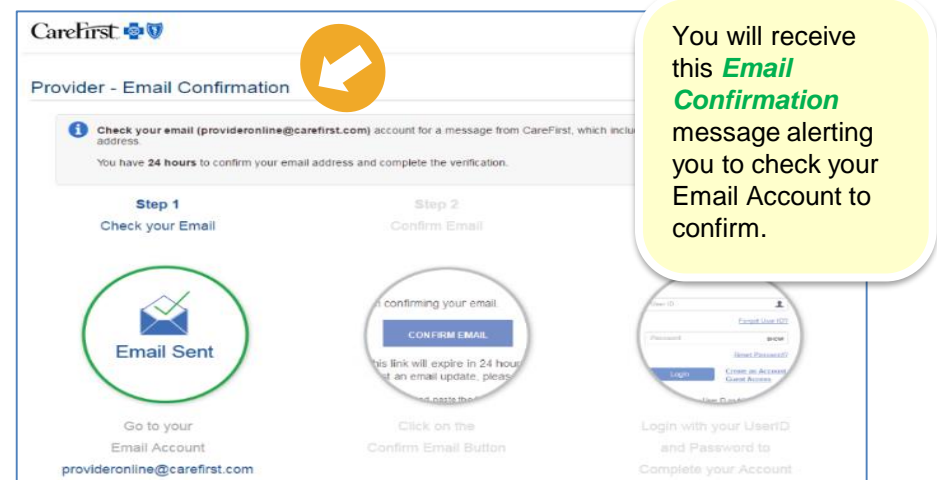 CareFirst
Provider - Email Confirmation
Check your email (provideronline@carefirst.com) account for a message from CareFirst, which
address.
You have 24 hours to confirm your email address and complete the verification.
You will receive
this Email
Confirmation
message alerting
you to check your
Email Account to
confirm.
Step 1
Check your Email
Step 2
Confirm Email
Email Sent
confirming your email.
CONFIRM EMAIL
his link will expire in 24 hour
an email update, pleas
User ID
Forgot User ID?
Password
SHOW
Reset Password?
Login
Create an Account
Guest Access
Go to your
Email Account
provideronline@carefirst.com
Click on the
Confirm Email Button
Login with your UserID
and Password to
Complete your Account